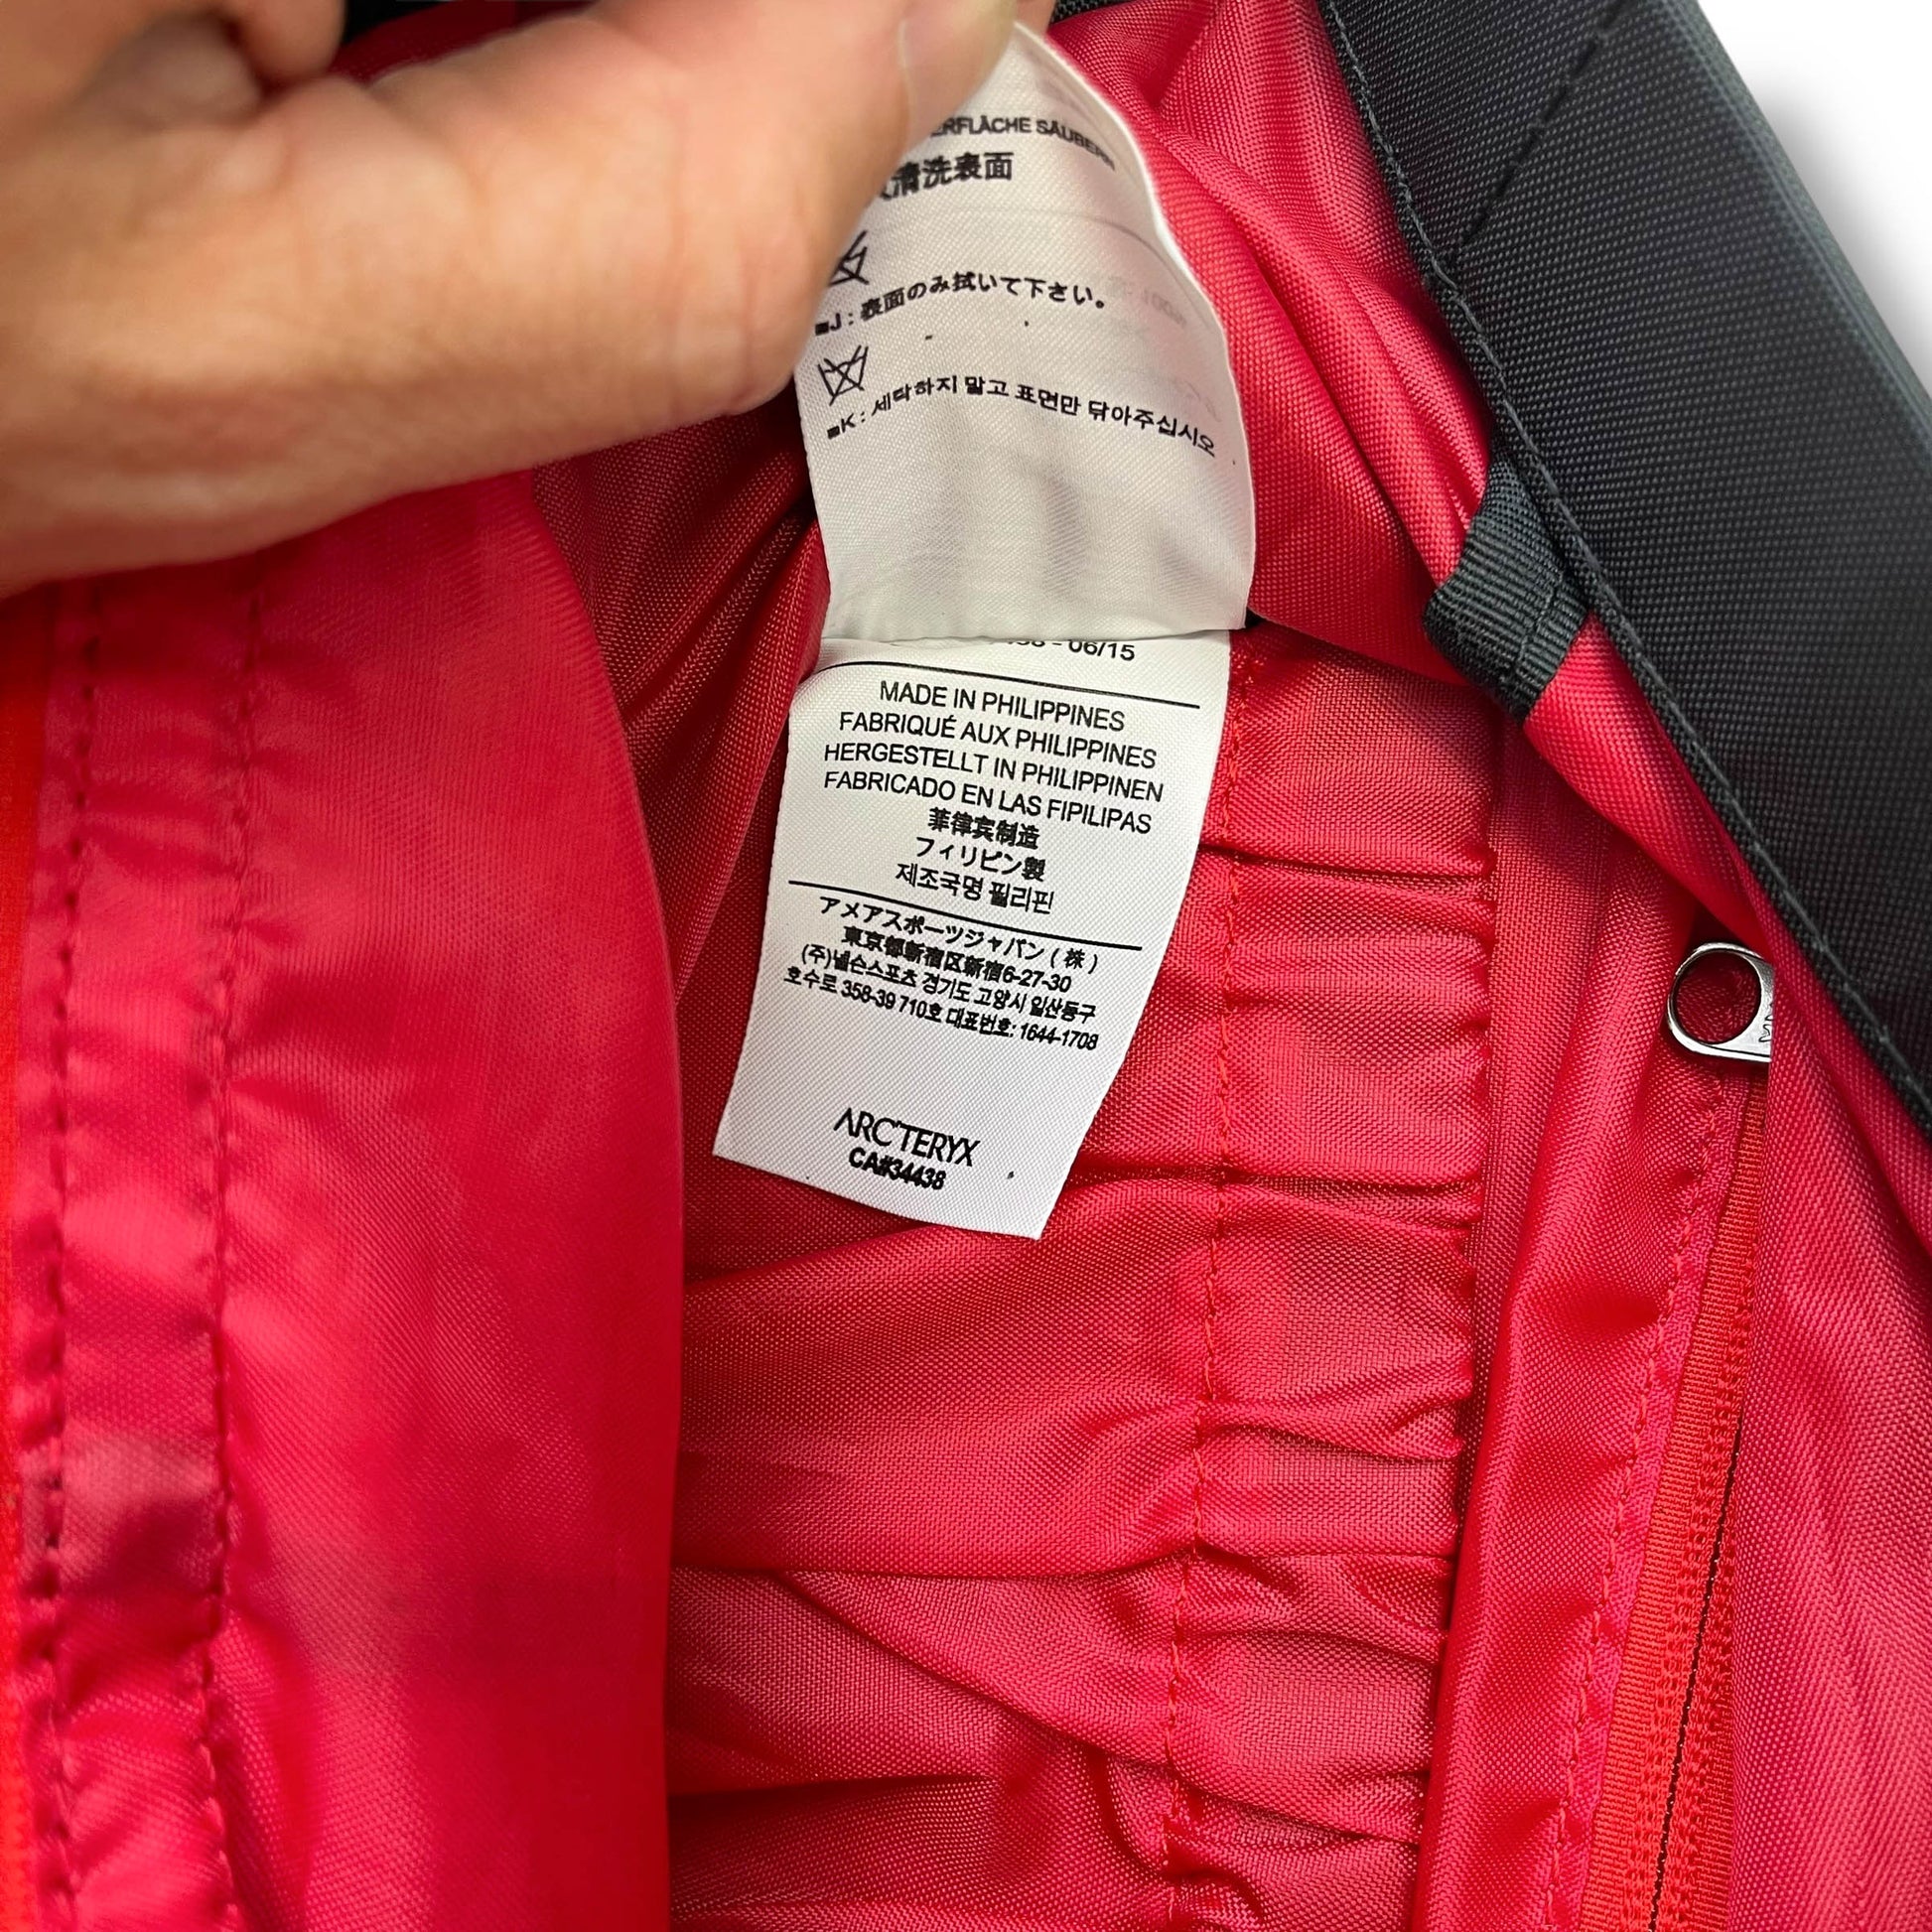 SÄUBERN
清洗表面
■J : 表面のみ拭いて下さい。
■K : 세탁하지 말고 표면만 닦아주십시오
- 06/15
MADE IN PHILIPPINES
FABRIQUÉ AUX PHILIPPINES
HERGESTELLT IN PHILIPPINEN
FABRICADO EN LAS FIPILIPAS
菲律宾制造
フィリピン製
제조국명 필리핀
アメアスポーツジャパン ( 株 )
東京都新宿区新宿6-27-30
(주)넬슨스포츠 경기도 고양시 일산동구
호수로 358-39 710호 대표번호: 1644-1708
ARC'TERYX
CA#34438